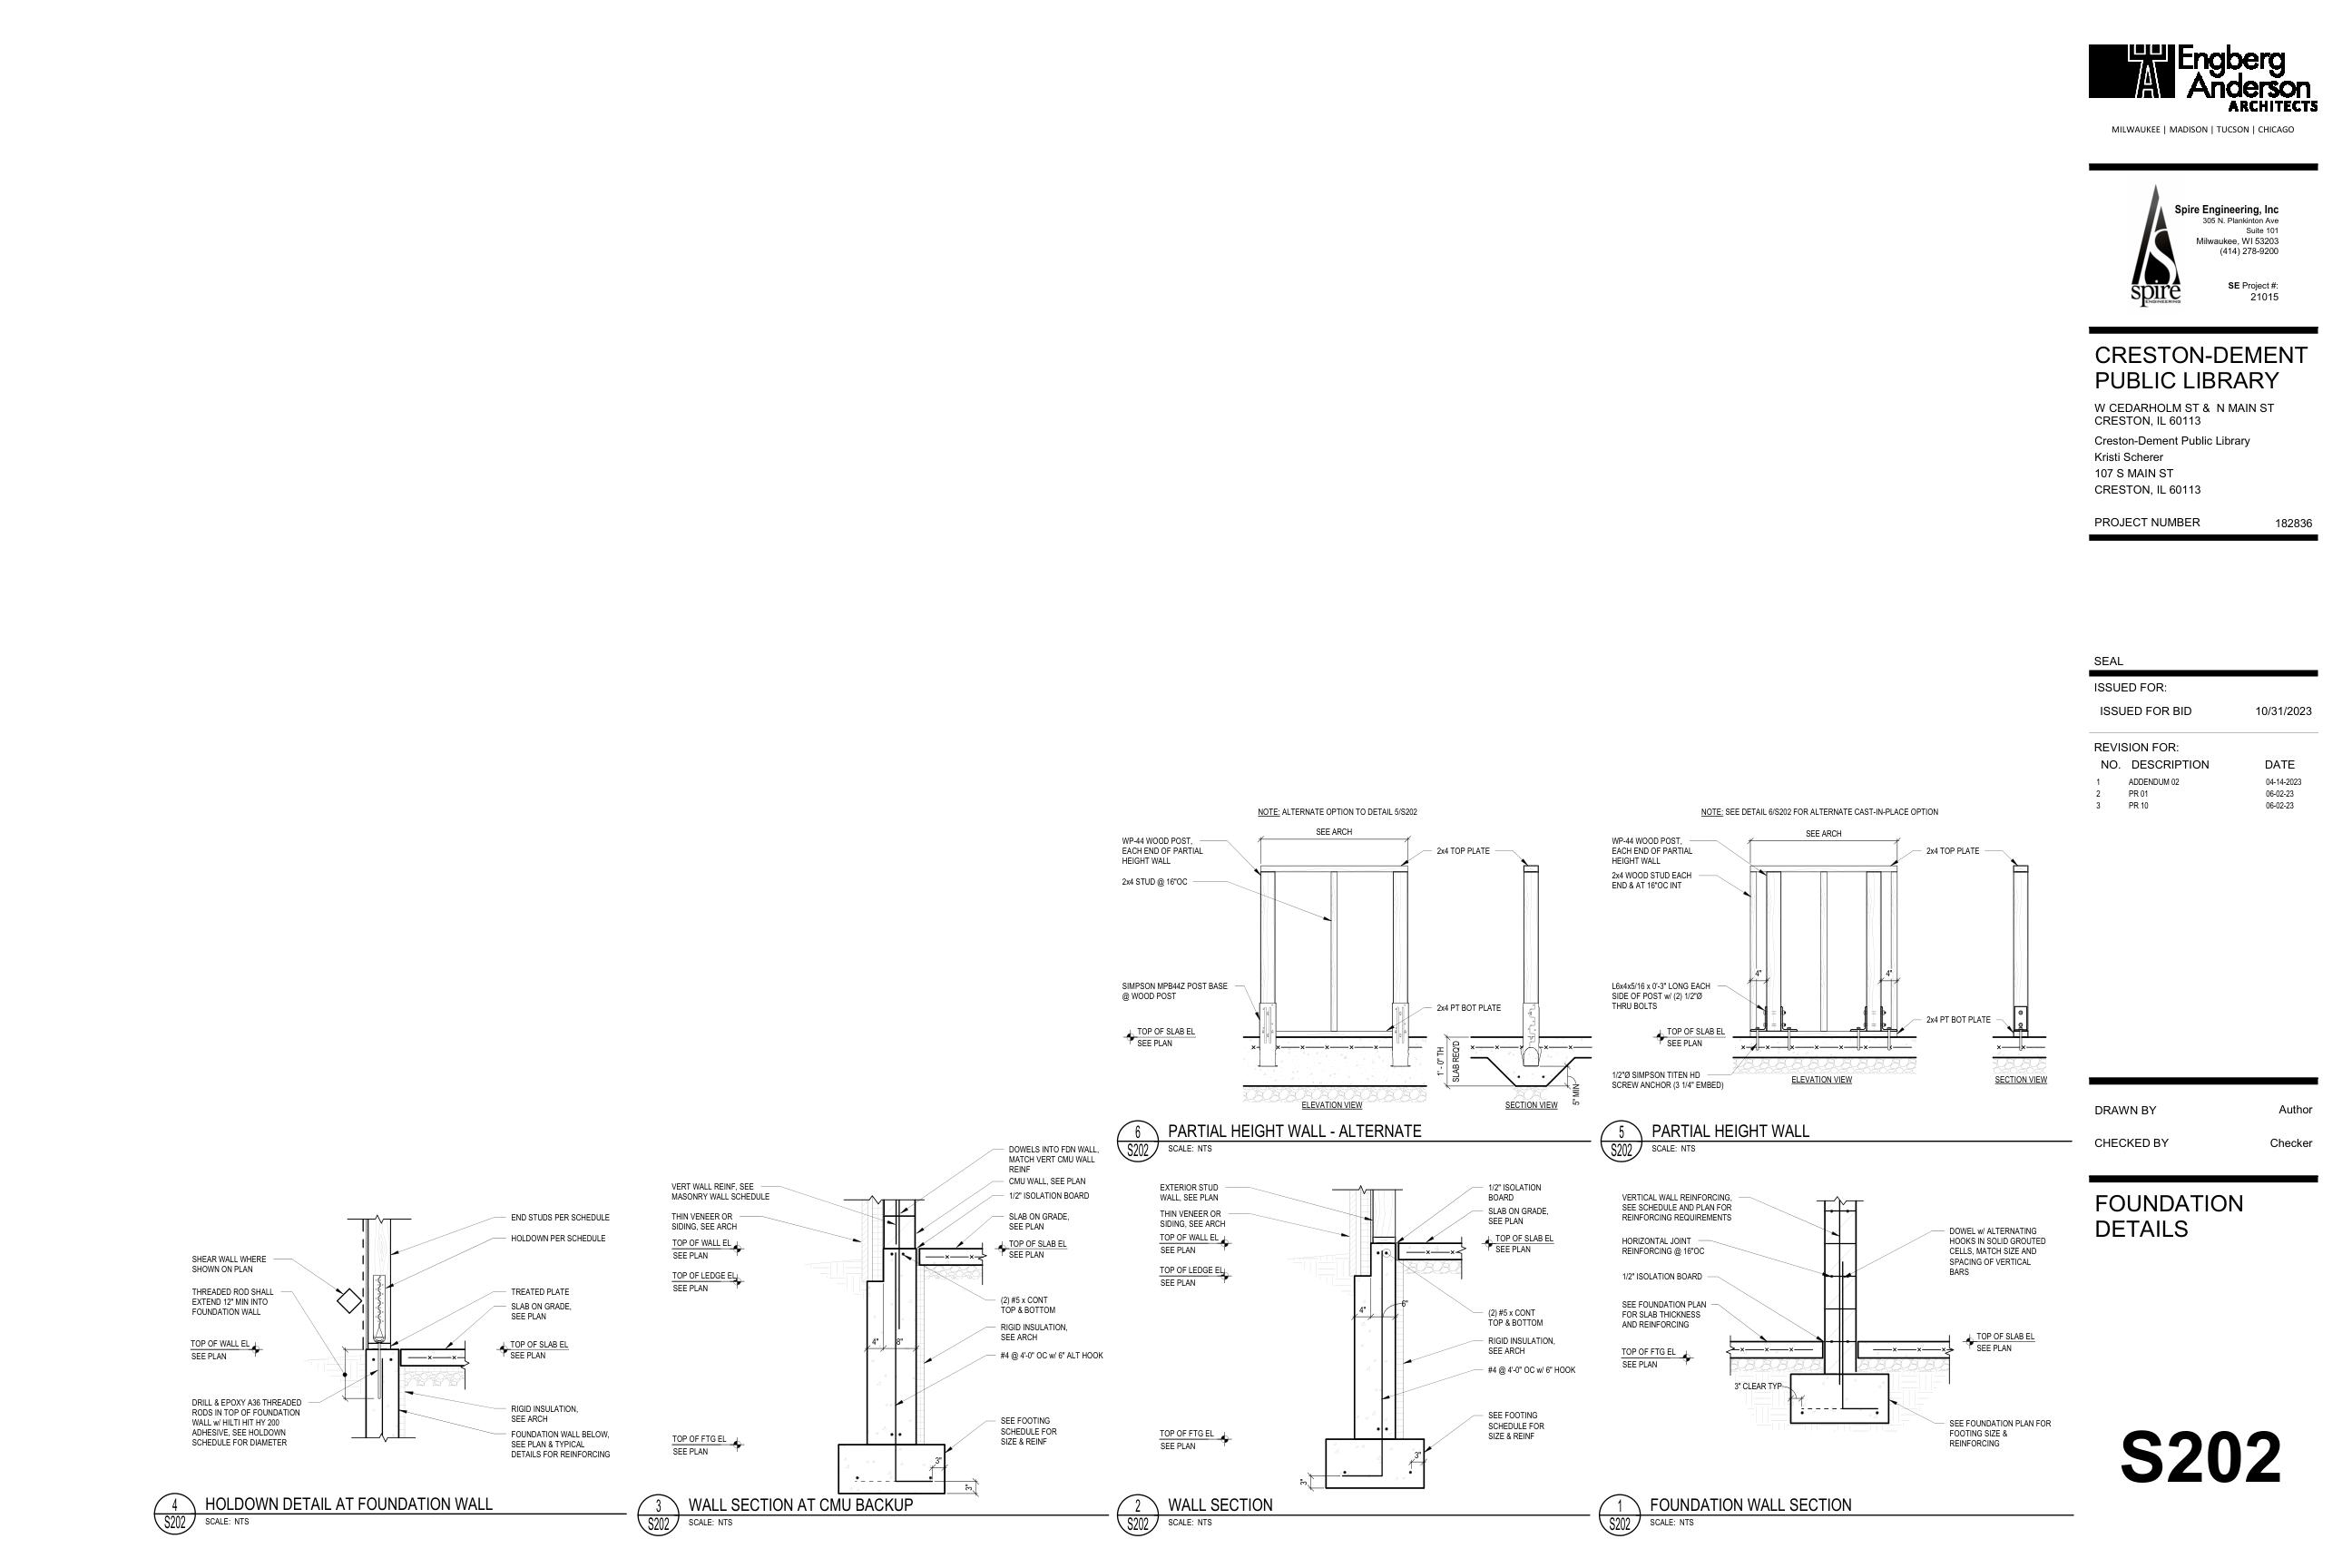 Engberg
Anderson
ARCHITECTS
MILWAUKEE | MADISON | TUCSON | CHICAGO
Spire Engineering, Inc
305 N. Plankinton Ave
Suite 101
Milwaukee, WI 53203
(414) 278-9200
SE Project #:
21015
spire
ENGINEERING
CRESTON-DEMENT
PUBLIC LIBRARY
W CEDARHOLM ST & N MAIN ST
CRESTON, IL 60113
Creston-Dement Public Library
Kristi Scherer
107 S MAIN ST
CRESTON, IL 60113
PROJECT NUMBER 182836
SEAL
ISSUED FOR:
ISSUED FOR BID 10/31/2023
REVISION FOR:
NO. DESCRIPTION DATE
1 ADDENDUM 02 04-14-2023
2 PR 01 06-02-23
3 PR 10 06-02-23
DRAWN BY Author
CHECKED BY Checker
FOUNDATION
DETAILS
S202
NOTE: ALTERNATE OPTION TO DETAIL 5/S202
SEE ARCH
WP-44 WOOD POST,
EACH END OF PARTIAL
HEIGHT WALL
2x4 STUD @ 16"OC
2x4 TOP PLATE
SIMPSON MPB44Z POST BASE
@ WOOD POST
2x4 PT BOT PLATE
TOP OF SLAB EL
SEE PLAN
1' - 0" TH
SLAB REQ'D
5" MIN
ELEVATION VIEW
SECTION VIEW
6
S202
PARTIAL HEIGHT WALL - ALTERNATE
SCALE: NTS
NOTE: SEE DETAIL 6/S202 FOR ALTERNATE CAST-IN-PLACE OPTION
SEE ARCH
WP-44 WOOD POST,
EACH END OF PARTIAL
HEIGHT WALL
2x4 WOOD STUD EACH
END & AT 16"OC INT
2x4 TOP PLATE
4"
4"
L6x4x5/16 x 0'-3" LONG EACH
SIDE OF POST w/ (2) 1/2"Ø
THRU BOLTS
2x4 PT BOT PLATE
TOP OF SLAB EL
SEE PLAN
1/2"Ø SIMPSON TITEN HD
SCREW ANCHOR (3 1/4" EMBED)
ELEVATION VIEW
SECTION VIEW
5
S202
PARTIAL HEIGHT WALL
SCALE: NTS
END STUDS PER SCHEDULE
HOLDOWN PER SCHEDULE
SHEAR WALL WHERE
SHOWN ON PLAN
THREADED ROD SHALL
EXTEND 12" MIN INTO
FOUNDATION WALL
TREATED PLATE
SLAB ON GRADE,
SEE PLAN
TOP OF WALL EL
SEE PLAN
TOP OF SLAB EL
SEE PLAN
DRILL & EPOXY A36 THREADED
RODS IN TOP OF FOUNDATION
WALL w/ HILTI HIT HY 200
ADHESIVE, SEE HOLDOWN
SCHEDULE FOR DIAMETER
RIGID INSULATION,
SEE ARCH
FOUNDATION WALL BELOW,
SEE PLAN & TYPICAL
DETAILS FOR REINFORCING
4
S202
HOLDOWN DETAIL AT FOUNDATION WALL
SCALE: NTS
DOWELS INTO FDN WALL,
MATCH VERT CMU WALL
REINF
CMU WALL, SEE PLAN
1/2" ISOLATION BOARD
VERT WALL REINF, SEE
MASONRY WALL SCHEDULE
THIN VENEER OR
SIDING, SEE ARCH
SLAB ON GRADE,
SEE PLAN
TOP OF WALL EL
SEE PLAN
TOP OF SLAB EL
SEE PLAN
TOP OF LEDGE EL
SEE PLAN
(2) #5 x CONT
TOP & BOTTOM
RIGID INSULATION,
SEE ARCH
4" 8"
#4 @ 4'-0" OC w/ 6" ALT HOOK
SEE FOOTING
SCHEDULE FOR
SIZE & REINF
TOP OF FTG EL
SEE PLAN
3"
3"
3
S202
WALL SECTION AT CMU BACKUP
SCALE: NTS
EXTERIOR STUD
WALL, SEE PLAN
THIN VENEER OR
SIDING, SEE ARCH
TOP OF WALL EL
SEE PLAN
TOP OF LEDGE EL
SEE PLAN
1/2" ISOLATION
BOARD
SLAB ON GRADE,
SEE PLAN
TOP OF SLAB EL
SEE PLAN
4" 6"
(2) #5 x CONT
TOP & BOTTOM
RIGID INSULATION,
SEE ARCH
#4 @ 4'-0" OC w/ 6" HOOK
SEE FOOTING
SCHEDULE FOR
SIZE & REINF
TOP OF FTG EL
SEE PLAN
3"
3"
2
S202
WALL SECTION
SCALE: NTS
VERTICAL WALL REINFORCING,
SEE SCHEDULE AND PLAN FOR
REINFORCING REQUIREMENTS
HORIZONTAL JOINT
REINFORCING @ 16"OC
1/2" ISOLATION BOARD
SEE FOUNDATION PLAN
FOR SLAB THICKNESS
AND REINFORCING
DOWEL w/ ALTERNATING
HOOKS IN SOLID GROUTED
CELLS, MATCH SIZE AND
SPACING OF VERTICAL
BARS
TOP OF SLAB EL
SEE PLAN
TOP OF FTG EL
SEE PLAN
3" CLEAR TYP
SEE FOUNDATION PLAN FOR
FOOTING SIZE &
REINFORCING
1
S202
FOUNDATION WALL SECTION
SCALE: NTS